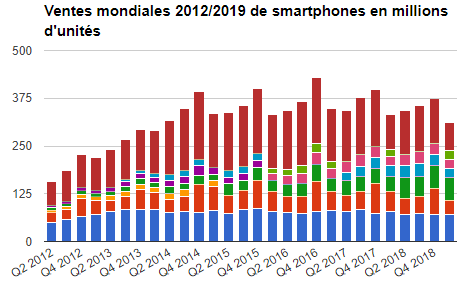 Ventes mondiales 2012/2019 de smartphones en millions
d'unités
500
375
250
125
0
Q2 2012
Q4 2012
Q2 2013
Q4 2013
Q2 2014
Q4 2014
Q2 2015
Q4 2015
Q2 2016
Q4 2016
Q2 2017
Q4 2017
Q2 2018
Q4 2018